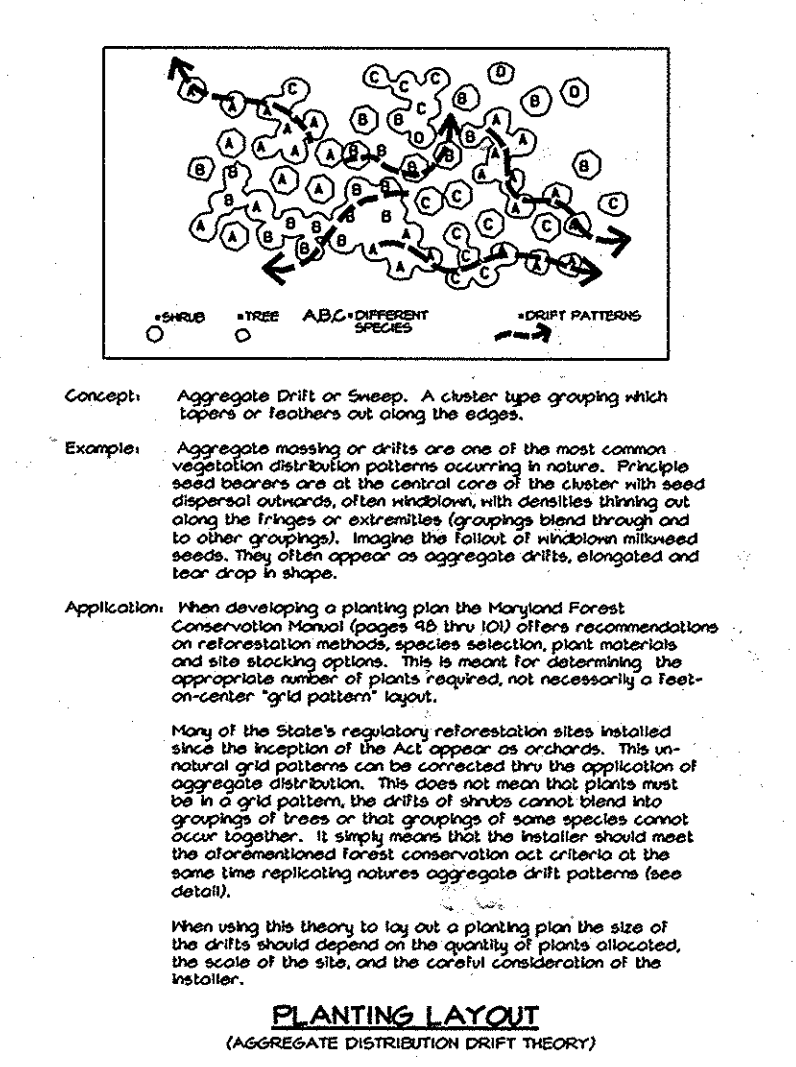 •SHRUB •TREE A,B,C•DIFFERENT SPECIES •DRIFT PATTERNS
Concept: Aggregate Drift or Sweep. A cluster type grouping which
tapers or feathers out along the edges.
Example: Aggregate massing or drifts are one of the most common
vegetation distribution patterns occurring in nature. Principle
seed bearers are at the central core of the cluster with seed
dispersal outwards, often windblown, with densities thinning out
along the fringes or extremities (groupings blend through and
to other groupings). Imagine the fallout of windblown milkweed
seeds. They often appear as aggregate drifts, elongated and
tear drop in shape.
Application: When developing a planting plan the Maryland Forest
Conservation Manual (pages 98 thru 101) offers recommendations
on reforestation methods, species selection, plant materials
and site stocking options. This is meant for determining the
appropriate number of plants required, not necessarily a feet-
on-center "grid pattern" layout.
Many of the State's regulatory reforestation sites installed
since the inception of the Act appear as orchards. This un-
natural grid patterns can be corrected thru the application of
aggregate distribution. This does not mean that plants must
be in a grid pattern, the drifts of shrubs cannot blend into
groupings of trees or that groupings of same species cannot
occur together. It simply means that the installer should meet
the aforementioned forest conservation act criteria at the
same time replicating natures aggregate drift patterns (see
detail).
When using this theory to lay out a planting plan the size of
the drifts should depend on the quantity of plants allocated,
the scale of the site, and the careful consideration of the
installer.
PLANTING LAYOUT
(AGGREGATE DISTRIBUTION DRIFT THEORY)